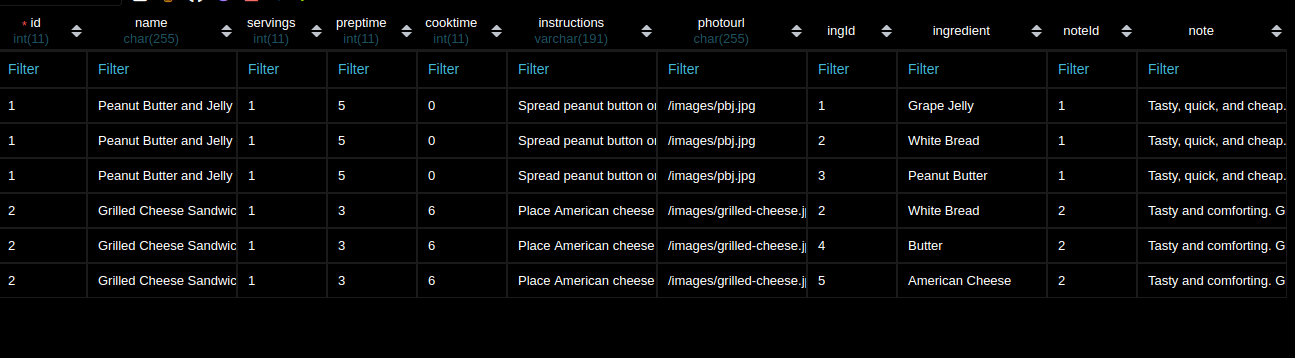 * id name servings preptime cooktime instructions photourl ingId ingredient noteId note
int(11) char(255) int(11) int(11) int(11) varchar(191) char(255)
Filter Filter Filter Filter Filter Filter Filter Filter Filter Filter Filter
1 Peanut Butter and Jelly 1 5 0 Spread peanut button o /images/pbj.jpg 1 Grape Jelly 1 Tasty, quick, and cheap.
1 Peanut Butter and Jelly 1 5 0 Spread peanut button o /images/pbj.jpg 2 White Bread 1 Tasty, quick, and cheap.
1 Peanut Butter and Jelly 1 5 0 Spread peanut button o /images/pbj.jpg 3 Peanut Butter 1 Tasty, quick, and cheap.
2 Grilled Cheese Sandwic 1 3 6 Place American cheese /images/grilled-cheese.j 2 White Bread 2 Tasty and comforting. G
2 Grilled Cheese Sandwic 1 3 6 Place American cheese /images/grilled-cheese.j 4 Butter 2 Tasty and comforting. G
2 Grilled Cheese Sandwic 1 3 6 Place American cheese /images/grilled-cheese.j 5 American Cheese 2 Tasty and comforting. G